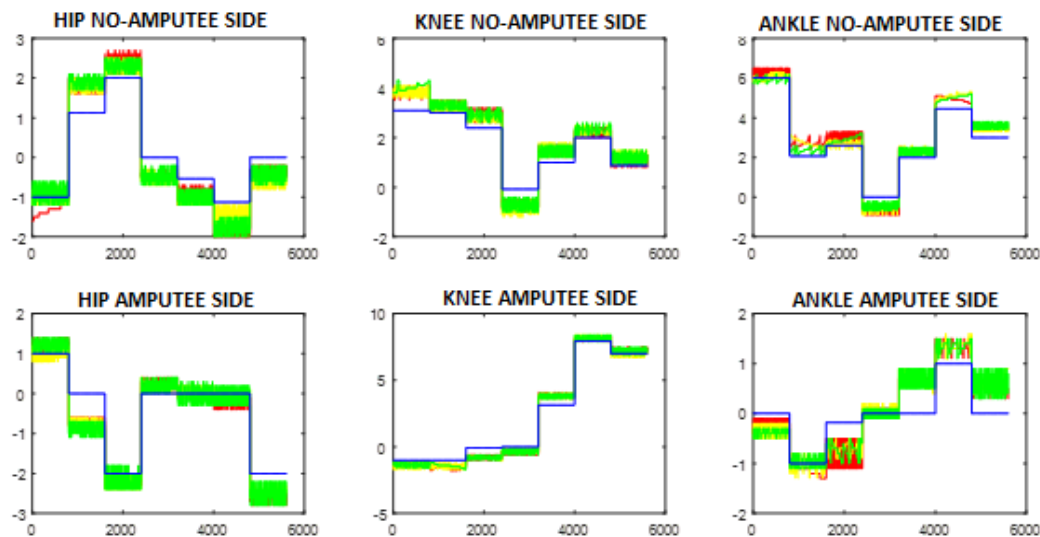 HIP NO-AMPUTEE SIDE
3
2
1
0
-1
-2
0 2000 4000 6000
KNEE NO-AMPUTEE SIDE
6
4
2
0
-2
0 2000 4000 6000
ANKLE NO-AMPUTEE SIDE
8
6
4
2
0
-2
0 2000 4000 6000
HIP AMPUTEE SIDE
2
1
0
-1
-2
-3
0 2000 4000 6000
KNEE AMPUTEE SIDE
10
5
0
-5
0 2000 4000 6000
ANKLE AMPUTEE SIDE
2
1
0
-1
-2
0 2000 4000 6000